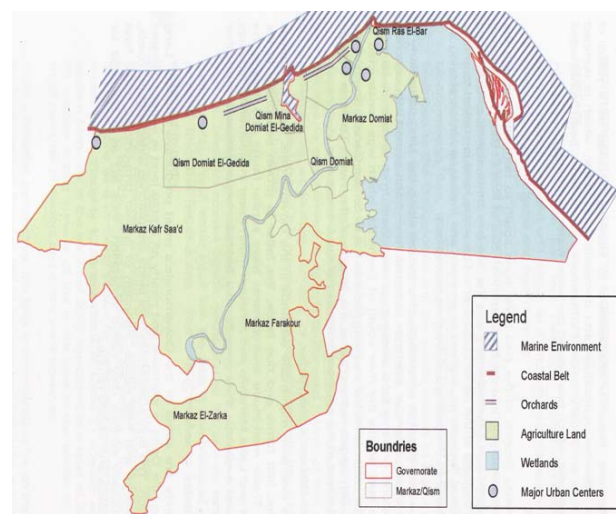 Qism Ras El-Bar
Qism Mina
Domiat El-Gedida
Markaz Domiat
Qism Domiat El-Gedida
Qism Domiat
Markaz Kafr Saa'd
Markaz Farskour
Markaz El-Zarka
Boundries
Governorate
Markaz/Qism
Legend
Marine Environment
Coastal Belt
Orchards
Agriculture Land
Wetlands
Major Urban Centers